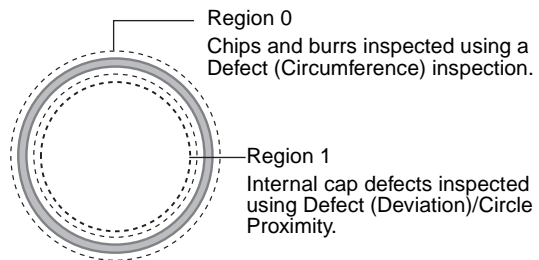 Region 0
Chips and burrs inspected using a
Defect (Circumference) inspection.
Region 1
Internal cap defects inspected
using Defect (Deviation)/Circle
Proximity.